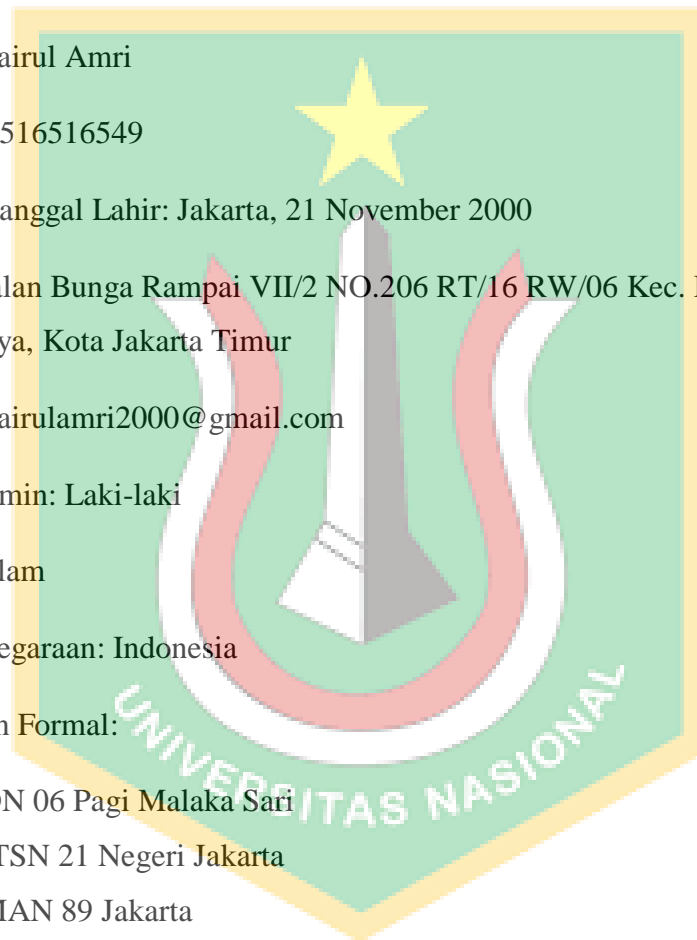 airul Amri
516516549
anggal Lahir: Jakarta, 21 November 2000
alan Bunga Rampai VII/2 NO.206 RT/16 RW/06 Kec.
ya, Kota Jakarta Timur
airulamri2000@gmail.com
min: Laki-laki
lam
egaraan: Indonesia
n Formal:
N 06 Pagi Malaka Sari
TSN 21 Negeri Jakarta
MAN 89 Jakarta
UNIVERSITAS NASIONAL